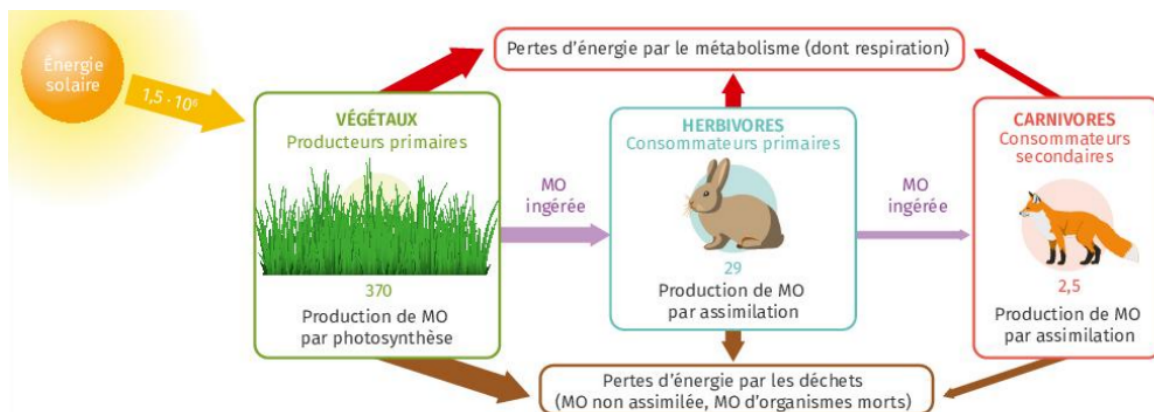 Énergie
solaire
1,5 · 10⁶
Pertes d'énergie par le métabolisme (dont respiration)
VÉGÉTAUX
Producteurs primaires
370
Production de MO
par photosynthèse
MO
ingérée
HERBIVORES
Consommateurs primaires
29
Production de MO
par assimilation
MO
ingérée
CARNIVORES
Consommateurs
secondaires
2,5
Production de MO
par assimilation
Pertes d'énergie par les déchets
(MO non assimilée, MO d'organismes morts)